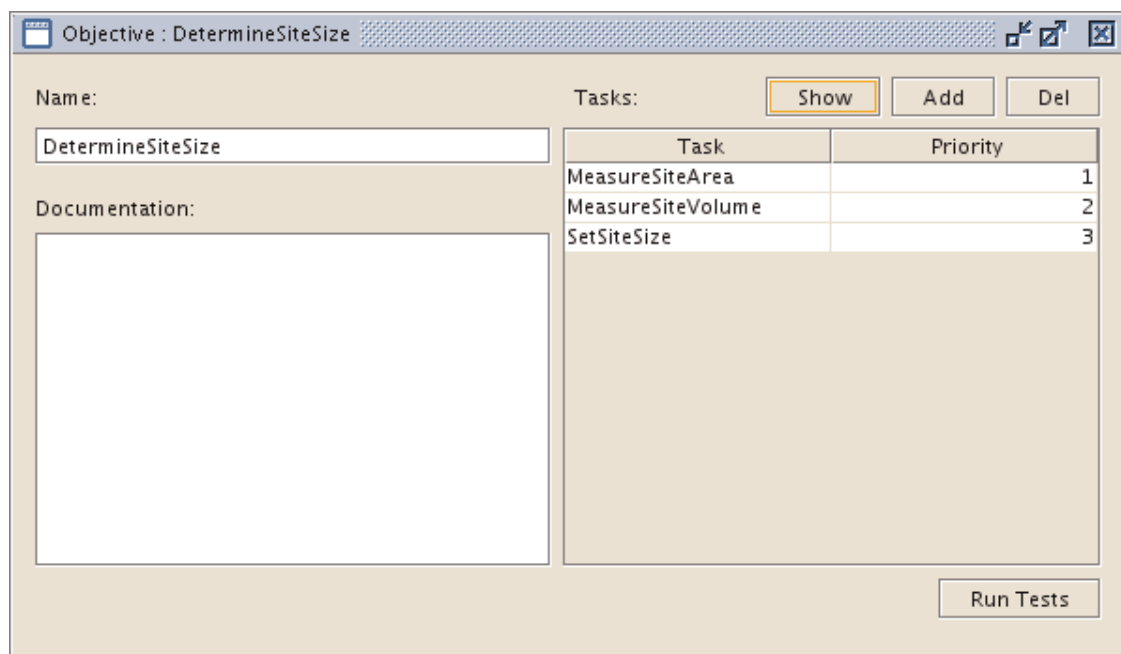 Objective : DetermineSiteSize
Name:
DetermineSiteSize
Documentation:
Tasks:
Show Add Del
Task Priority
MeasureSiteArea 1
MeasureSiteVolume 2
SetSiteSize 3
Run Tests